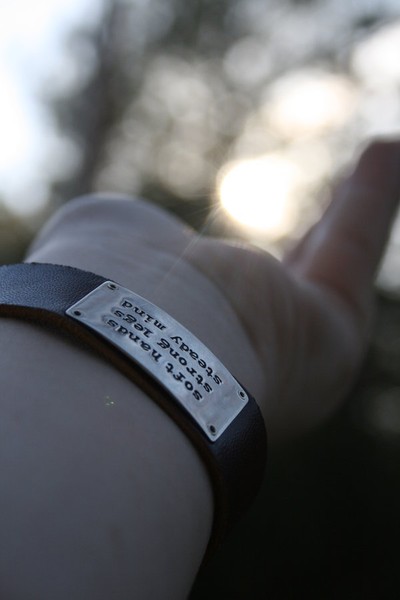 soft hands
strong legs
steady mind